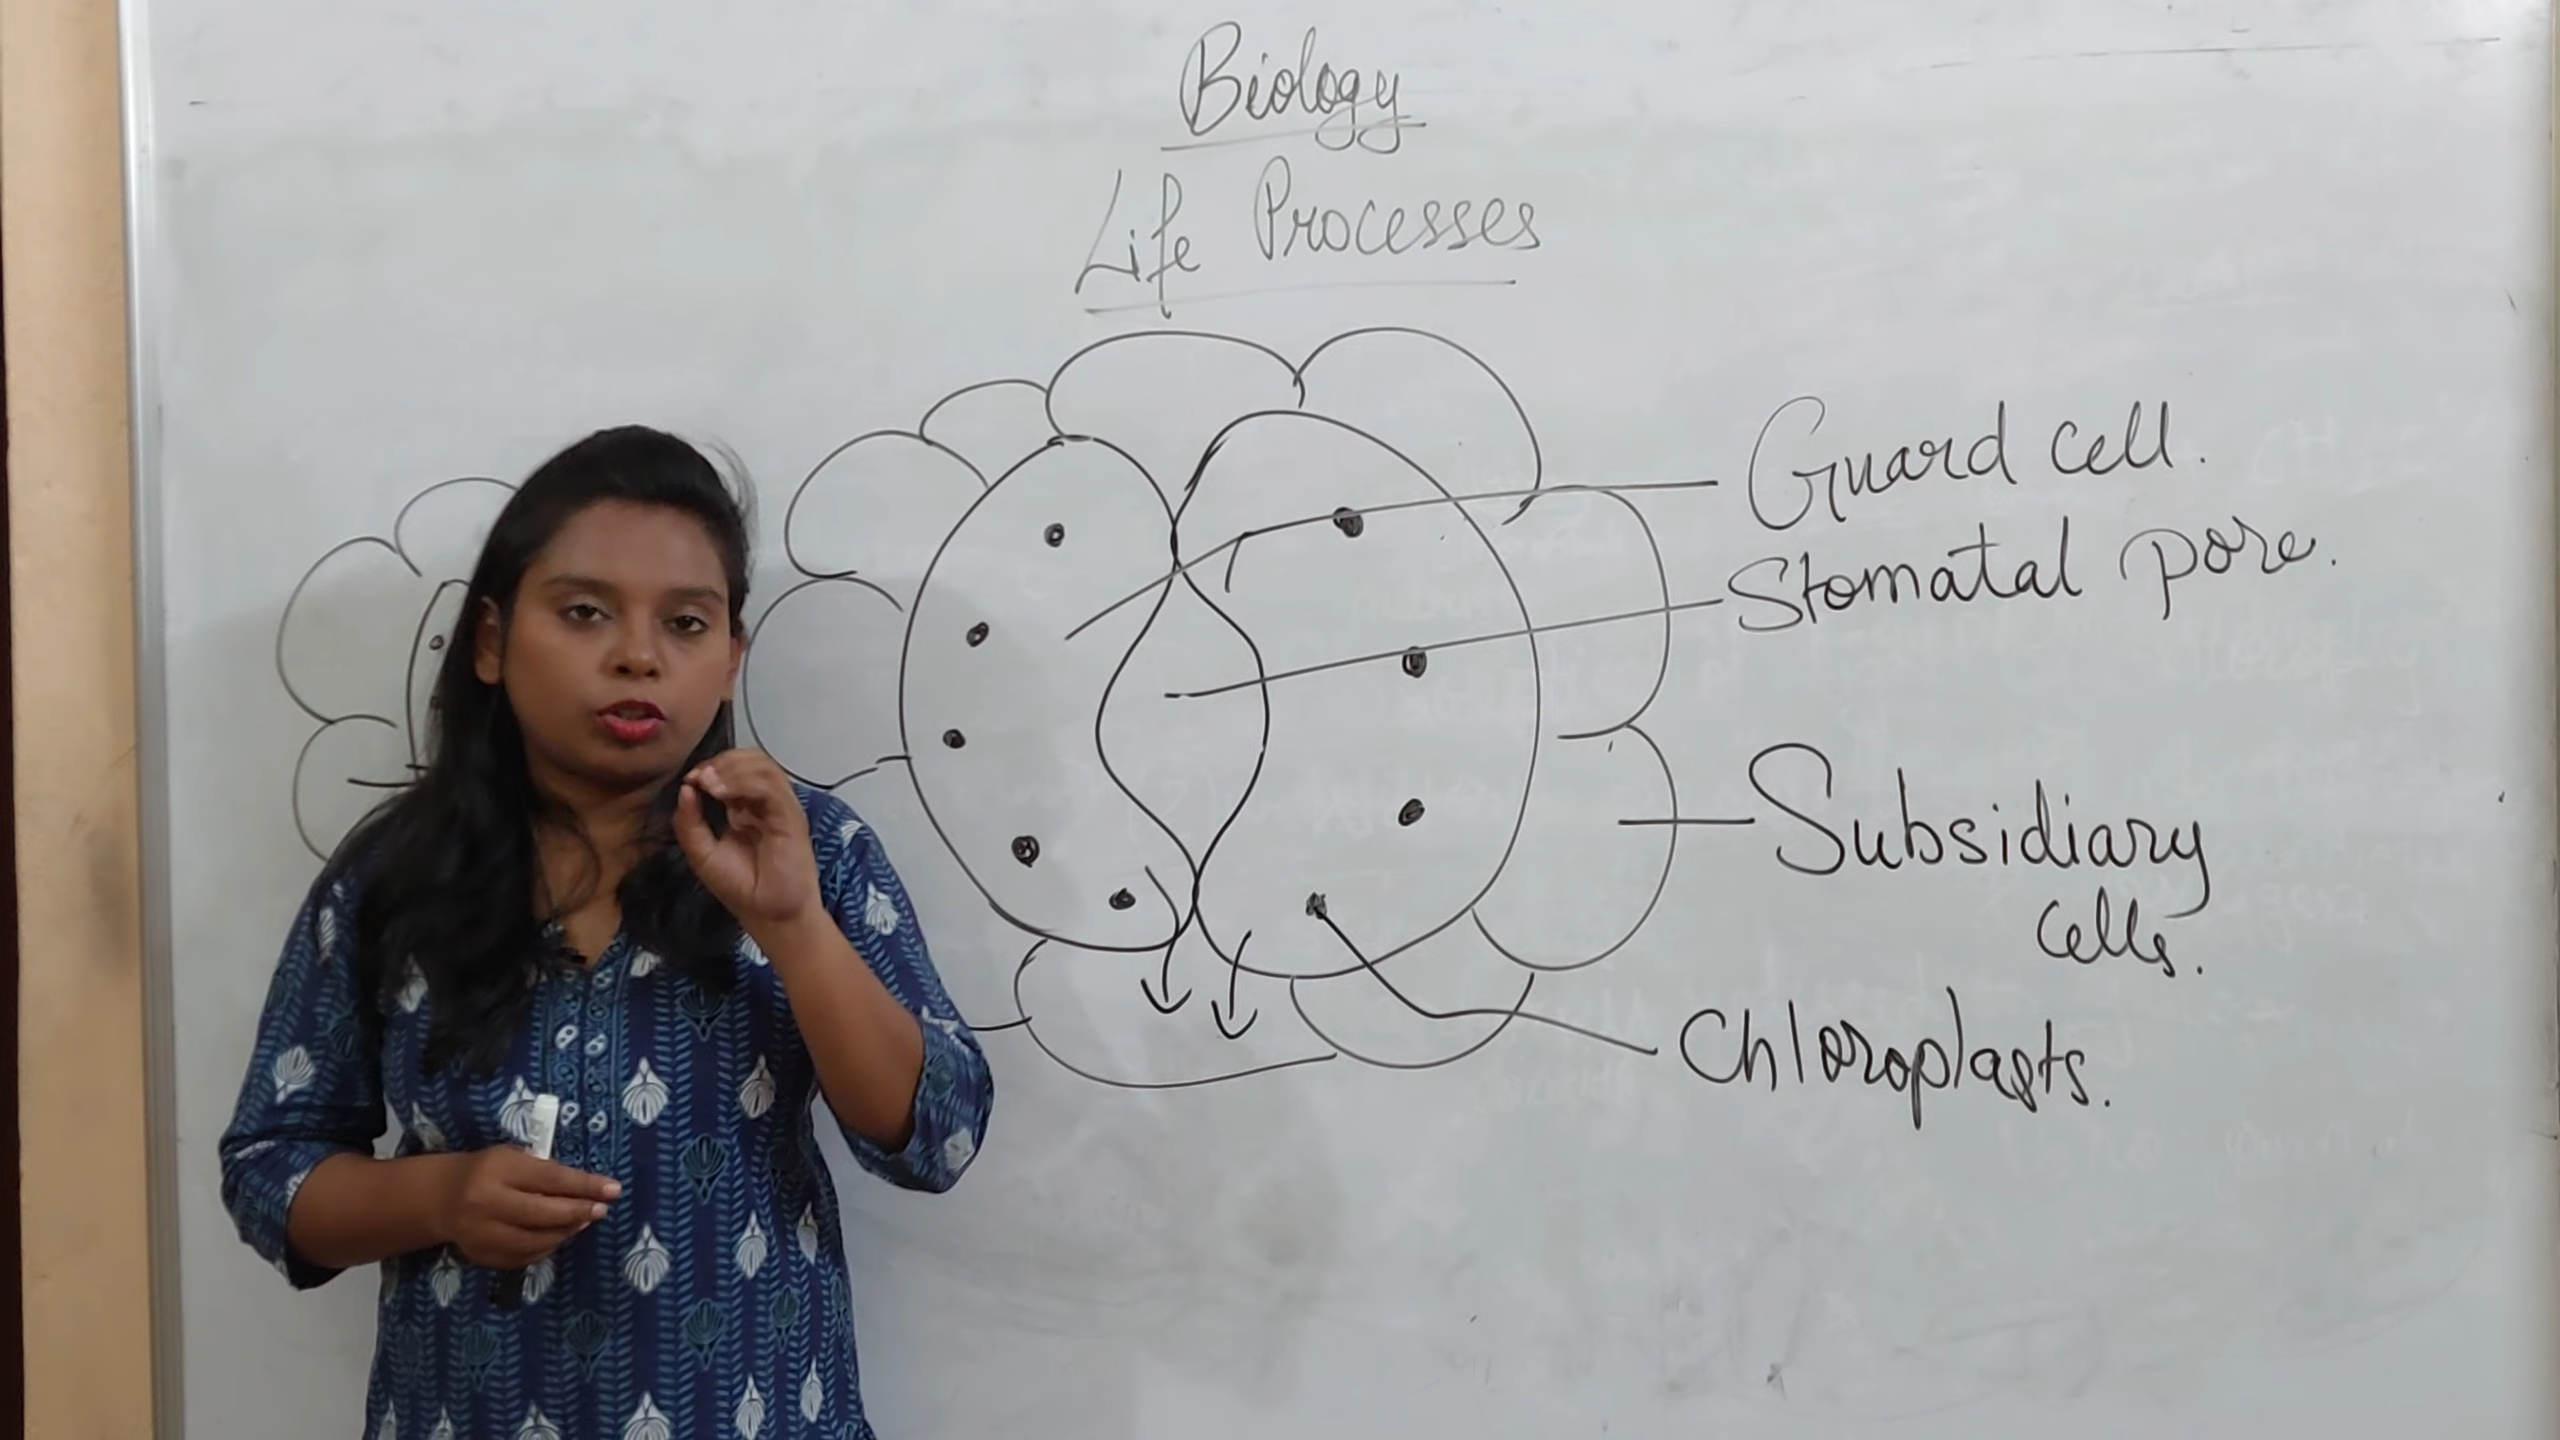 Biology
Life Processes
Guard cell.
Stomatal pore.
Subsidiary
cells.
Chloroplasts.